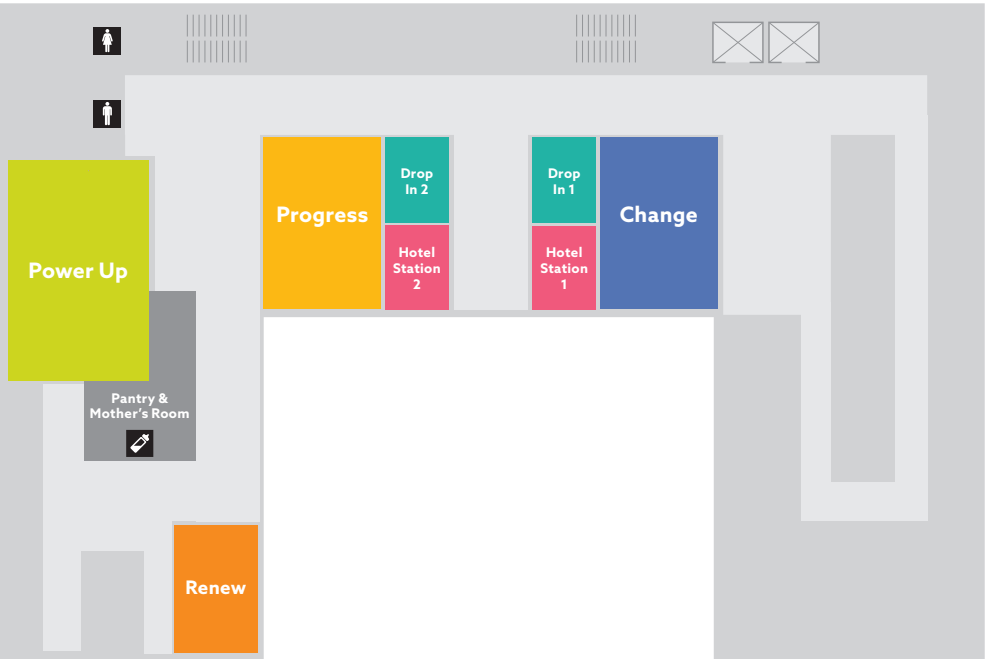 Progress
Drop
In 2
Hotel
Station
2
Drop
In 1
Hotel
Station
1
Change
Power Up
Pantry &
Mother's Room
Renew